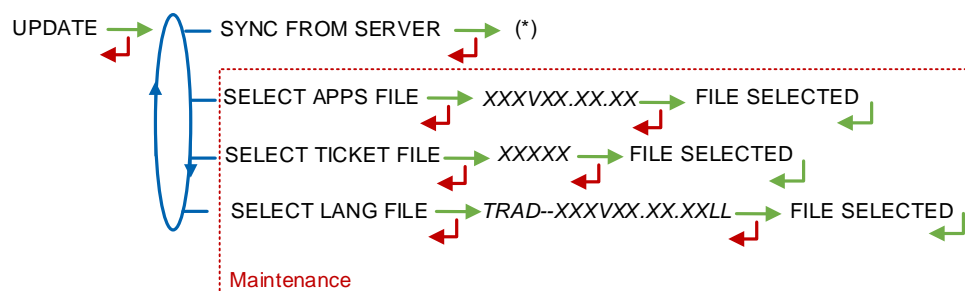 UPDATE SYNC FROM SERVER (*)
SELECT APPS FILE XXXVXX.XX.XX FILE SELECTED
SELECT TICKET FILE XXXXX FILE SELECTED
SELECT LANG FILE TRAD--XXXVXX.XX.XXLL FILE SELECTED
Maintenance